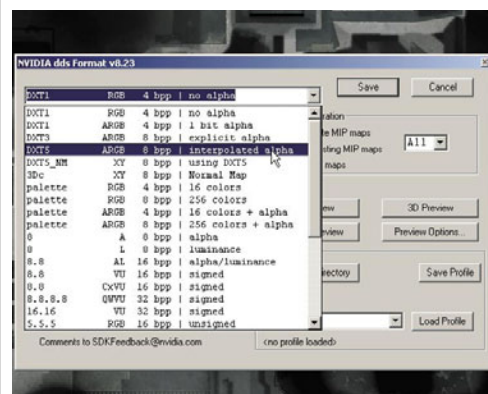 NVIDIA dds Format v8.23
DXT1 RGB 4 bpp | no alpha
Save
Cancel
DXT1 RGB 4 bpp | no alpha
DXT1 ARGB 4 bpp | 1 bit alpha
DXT3 ARGB 8 bpp | explicit alpha
DXT5 ARGB 8 bpp | interpolated alpha
DXT5_NM XY 8 bpp | using DXT5
3Dc XY 8 bpp | Normal Map
palette RGB 4 bpp | 16 colors
palette RGB 8 bpp | 256 colors
palette ARGB 4 bpp | 16 colors + alpha
palette ARGB 8 bpp | 256 colors + alpha
8 A 8 bpp | alpha
8 L 8 bpp | luminance
8.8 AL 16 bpp | alpha/luminance
8.8 VU 16 bpp | signed
8.8 CxVU 16 bpp | signed
8.8.8.8 QWVU 32 bpp | signed
16.16 VU 32 bpp | signed
5.5.5 RGB 16 bpp | unsigned
ration
te MIP maps
sting MIP maps
maps
All
ew
3D Preview
eview
Preview Options...
rectory
Save Profile
Load Profile
Comments to SDKFeedback@nvidia.com
<no profile loaded>